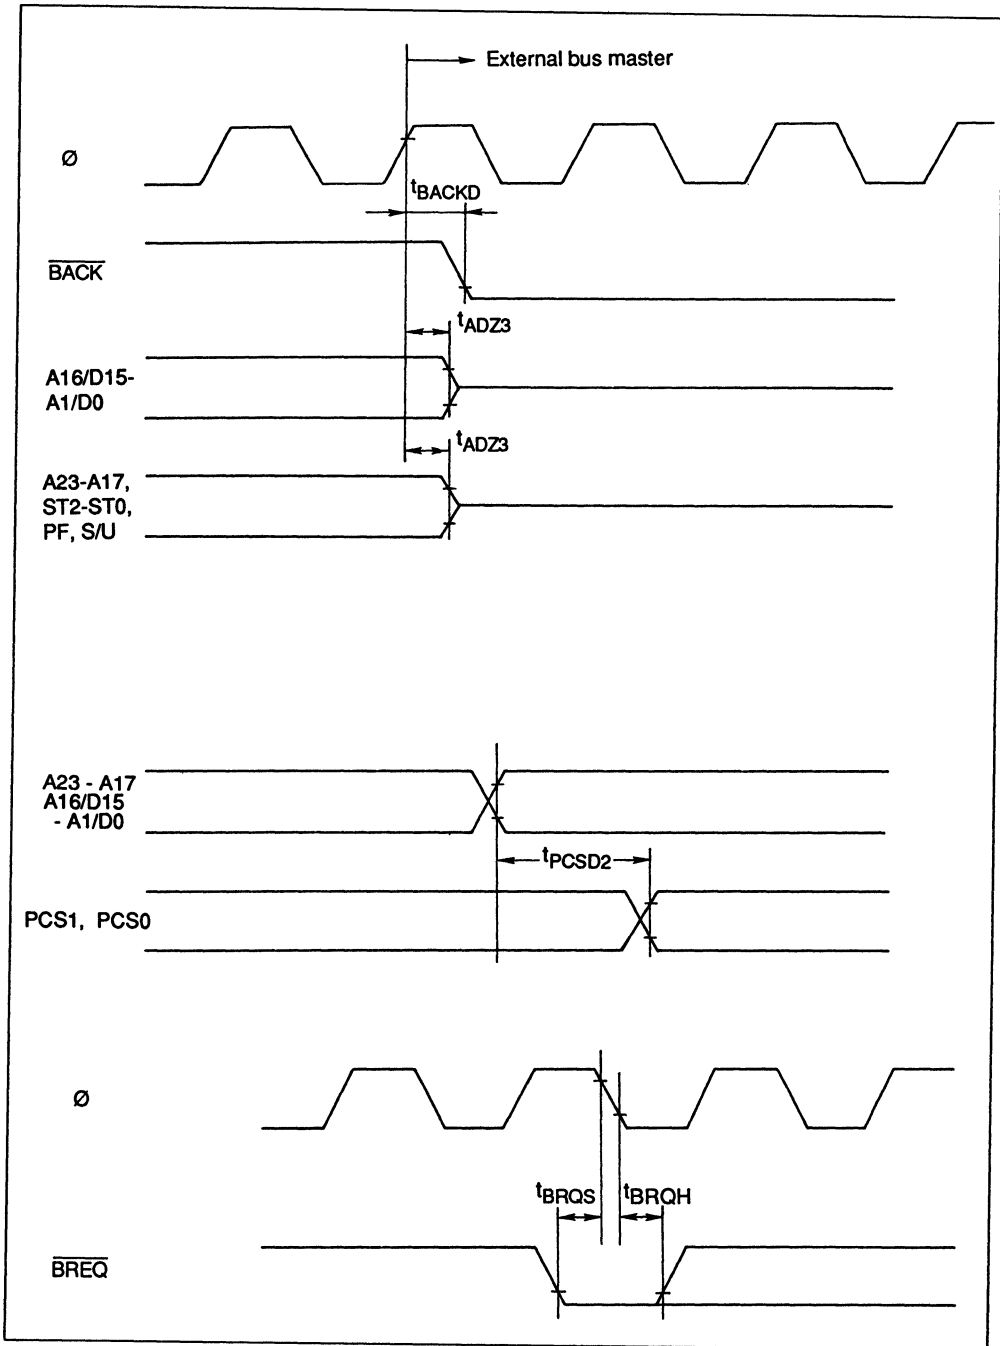 External bus master
Ø
tBACKD
BACK
tADZ3
A16/D15-
A1/D0
tADZ3
A23-A17,
ST2-ST0,
PF, S/U
A23 - A17
A16/D15
- A1/D0
tPCSD2
PCS1, PCS0
Ø
tBRQS
tBRQH
BREQ